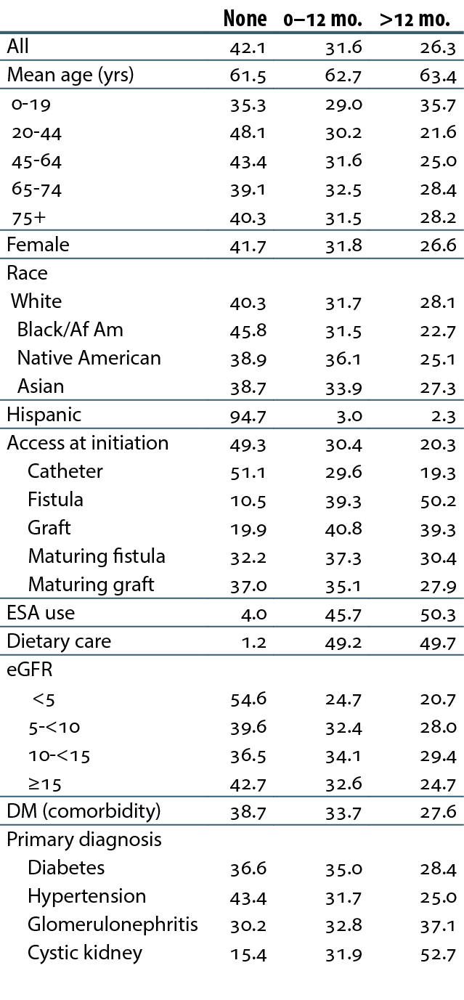 None 0–12 mo. >12 mo.
All 42.1 31.6 26.3
Mean age (yrs) 61.5 62.7 63.4
0-19 35.3 29.0 35.7
20-44 48.1 30.2 21.6
45-64 43.4 31.6 25.0
65-74 39.1 32.5 28.4
75+ 40.3 31.5 28.2
Female 41.7 31.8 26.6
Race
White 40.3 31.7 28.1
Black/Af Am 45.8 31.5 22.7
Native American 38.9 36.1 25.1
Asian 38.7 33.9 27.3
Hispanic 94.7 3.0 2.3
Access at initiation 49.3 30.4 20.3
Catheter 51.1 29.6 19.3
Fistula 10.5 39.3 50.2
Graft 19.9 40.8 39.3
Maturing fistula 32.2 37.3 30.4
Maturing graft 37.0 35.1 27.9
ESA use 4.0 45.7 50.3
Dietary care 1.2 49.2 49.7
eGFR
<5 54.6 24.7 20.7
5-<10 39.6 32.4 28.0
10-<15 36.5 34.1 29.4
≥15 42.7 32.6 24.7
DM (comorbidity) 38.7 33.7 27.6
Primary diagnosis
Diabetes 36.6 35.0 28.4
Hypertension 43.4 31.7 25.0
Glomerulonephritis 30.2 32.8 37.1
Cystic kidney 15.4 31.9 52.7